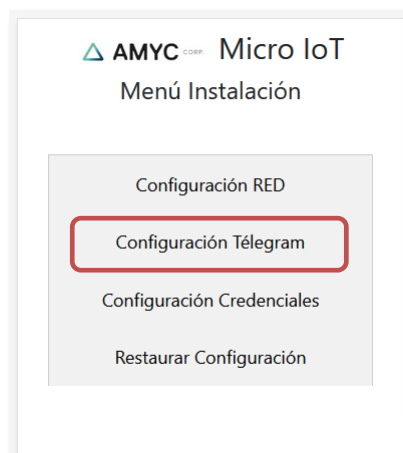 AMYC CORP. Micro IoT
Menú Instalación
Configuración RED
Configuración Télegram
Configuración Credenciales
Restaurar Configuración